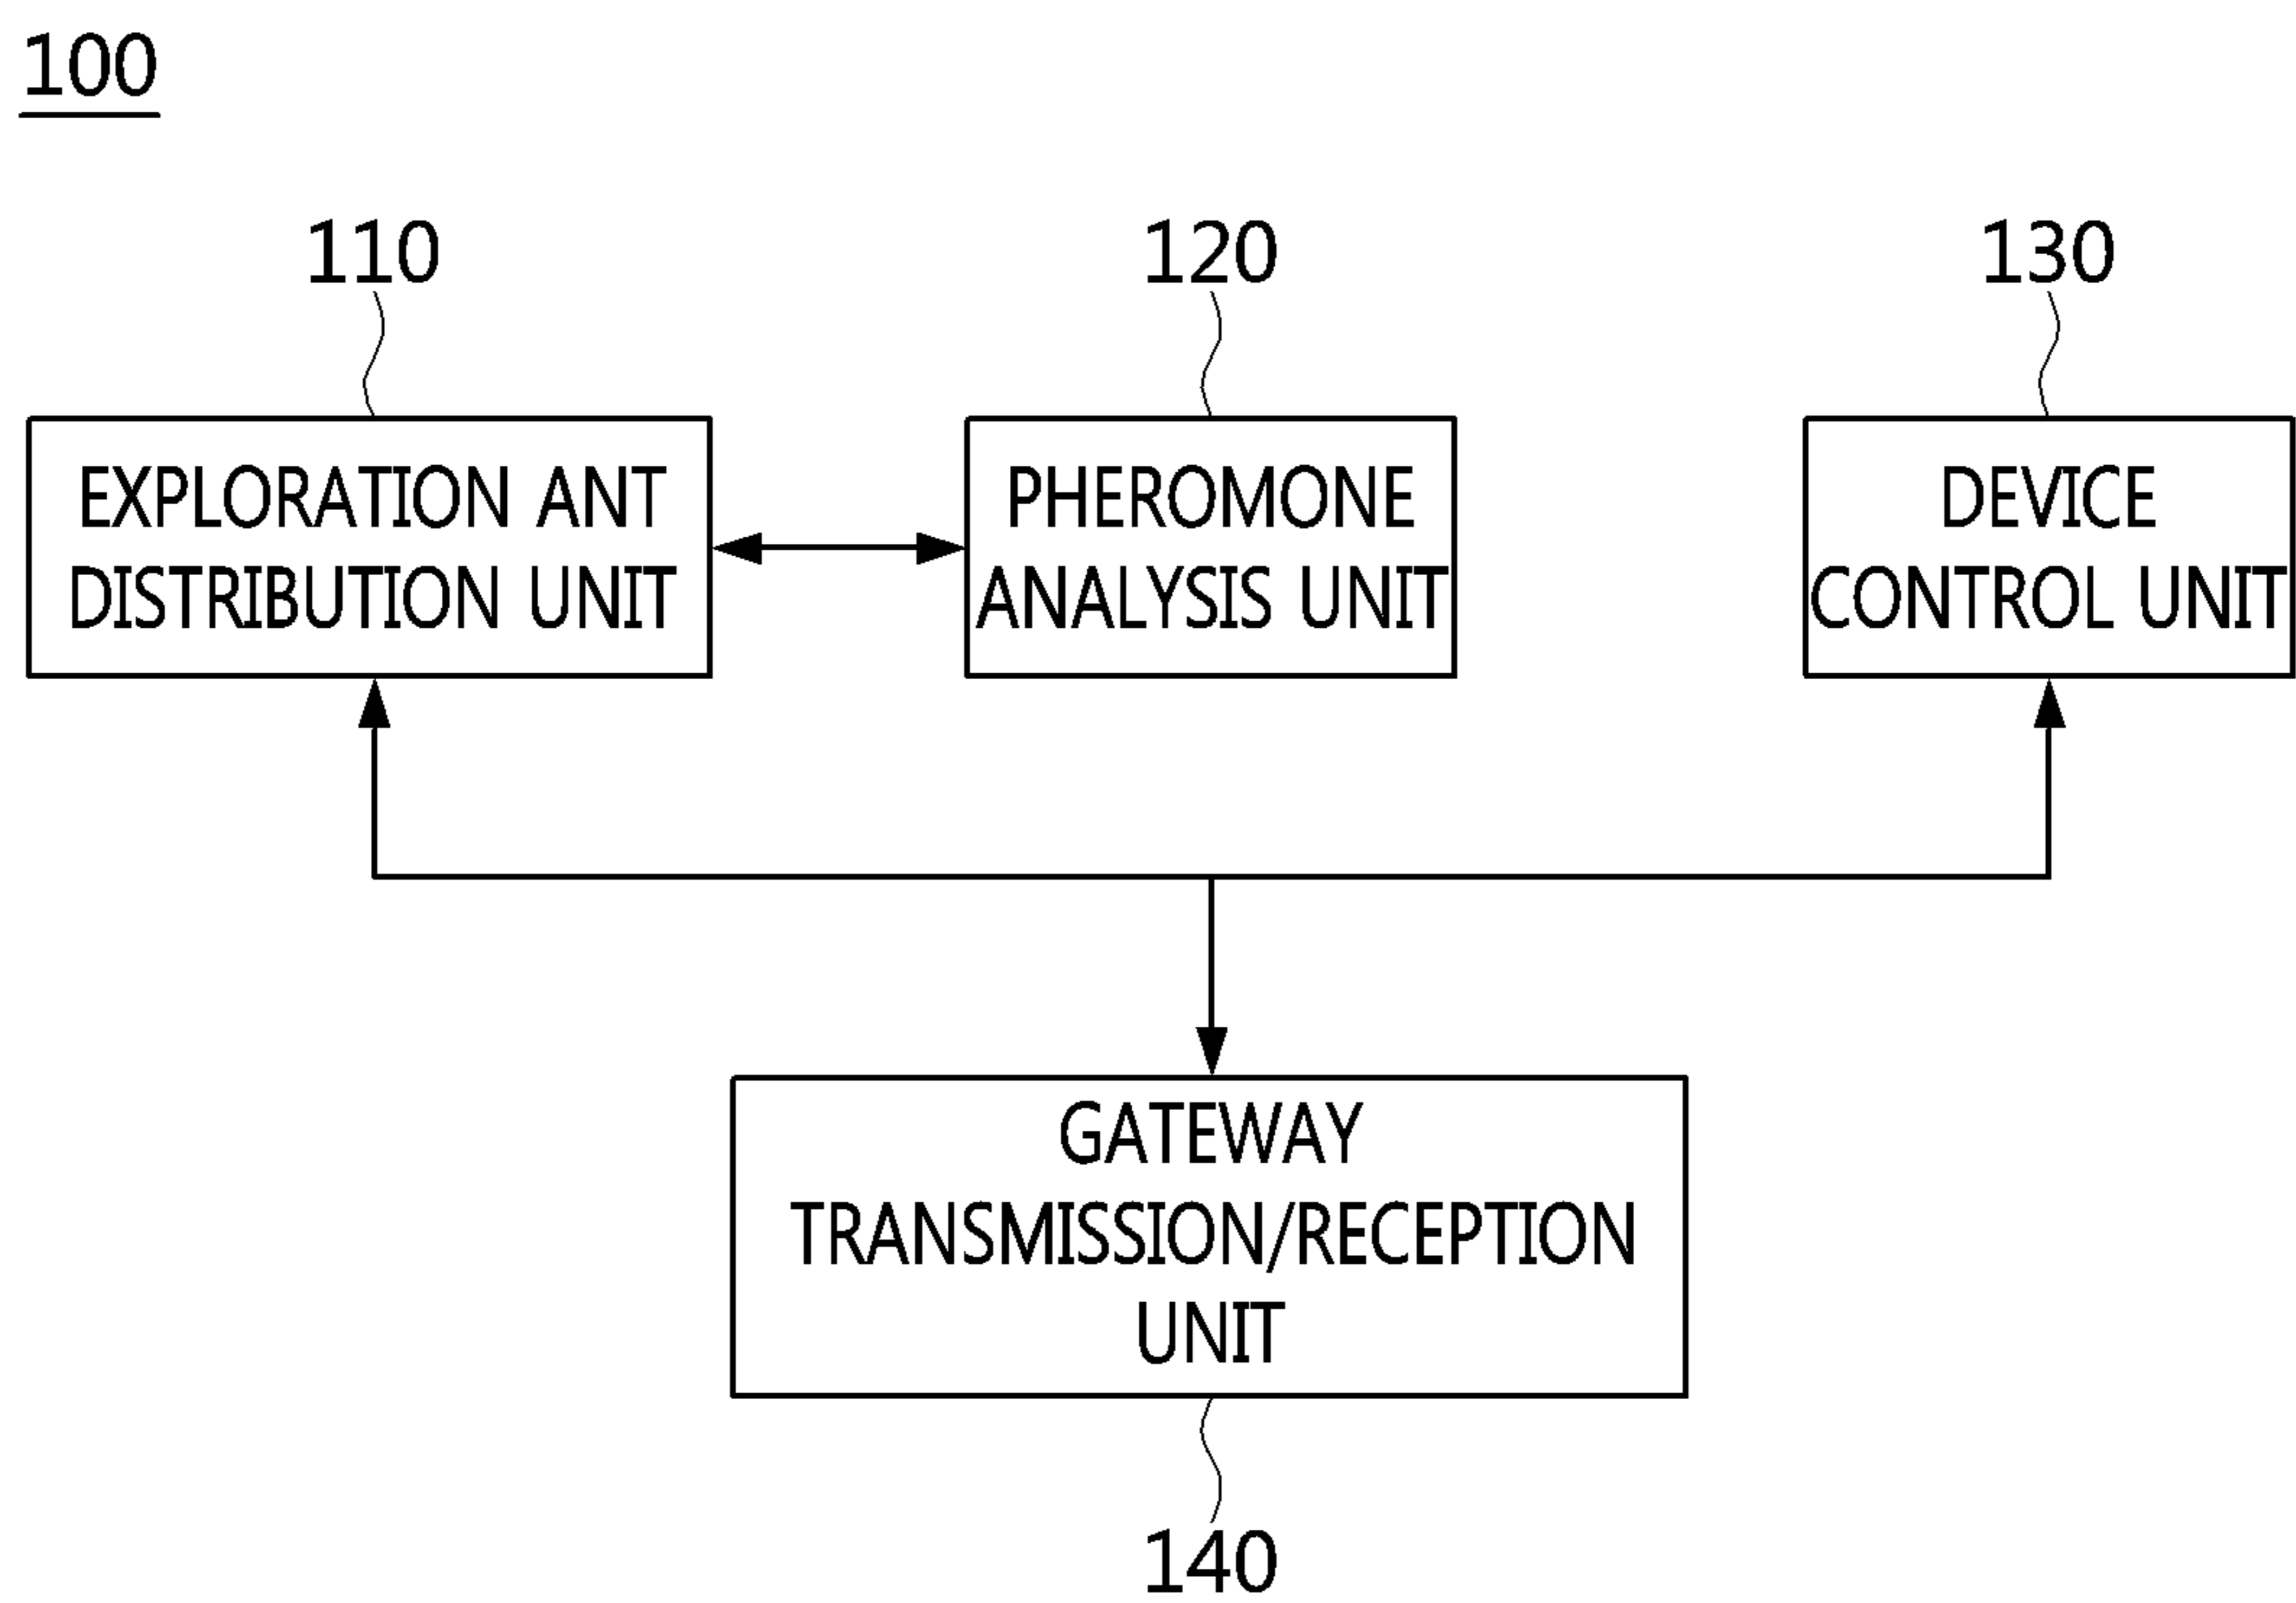 100
110
120
130
EXPLORATION ANT
DISTRIBUTION UNIT
PHEROMONE
ANALYSIS UNIT
DEVICE
CONTROL UNIT
GATEWAY
TRANSMISSION/RECEPTION
UNIT
140